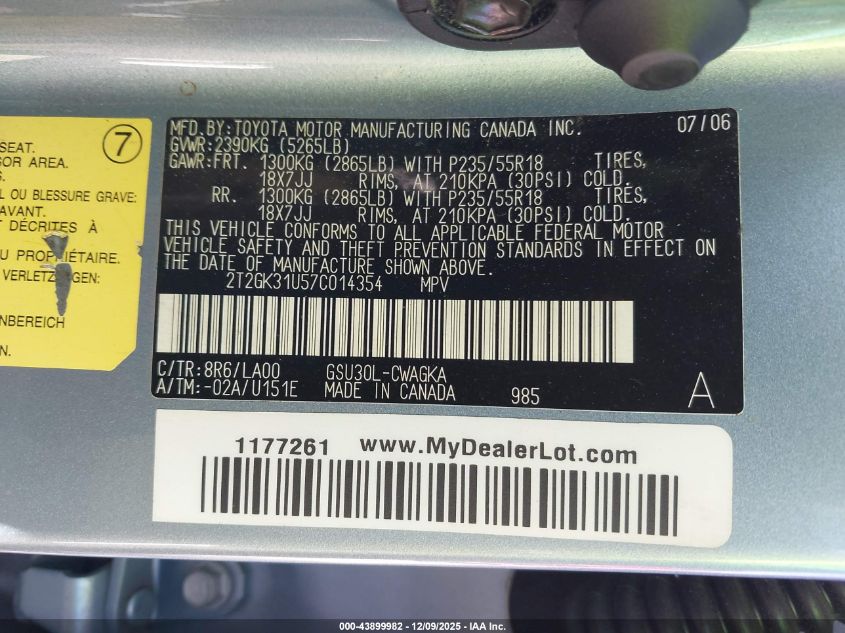 7
SEAT.
SOR AREA.
S.
L OU BLESSURE GRAVE:
AVANT.
T DÉCRITES À
U PROPRIÉTAIRE.
VERLETZUNGEN:
NBEREICH
N.
MFD.BY:TOYOTA MOTOR MANUFACTURING CANADA INC. 07/06
GVWR:2390KG (5265LB)
GAWR:FRT. 1300KG (2865LB) WITH P235/55R18 TIRES,
18X7JJ RIMS, AT 210KPA (30PSI) COLD.
RR. 1300KG (2865LB) WITH P235/55R18 TIRES,
18X7JJ RIMS, AT 210KPA (30PSI) COLD.
THIS VEHICLE CONFORMS TO ALL APPLICABLE FEDERAL MOTOR
VEHICLE SAFETY AND THEFT PREVENTION STANDARDS IN EFFECT ON
THE DATE OF MANUFACTURE SHOWN ABOVE.
2T2GK31U57C014354 MPV
C/TR:8R6/LA00 GSU30L-CWAGKA
A/TM:-02A/U151E MADE IN CANADA 985 A
1177261 www.MyDealerLot.com
000-43899982 - 12/09/2025 - IAA Inc.